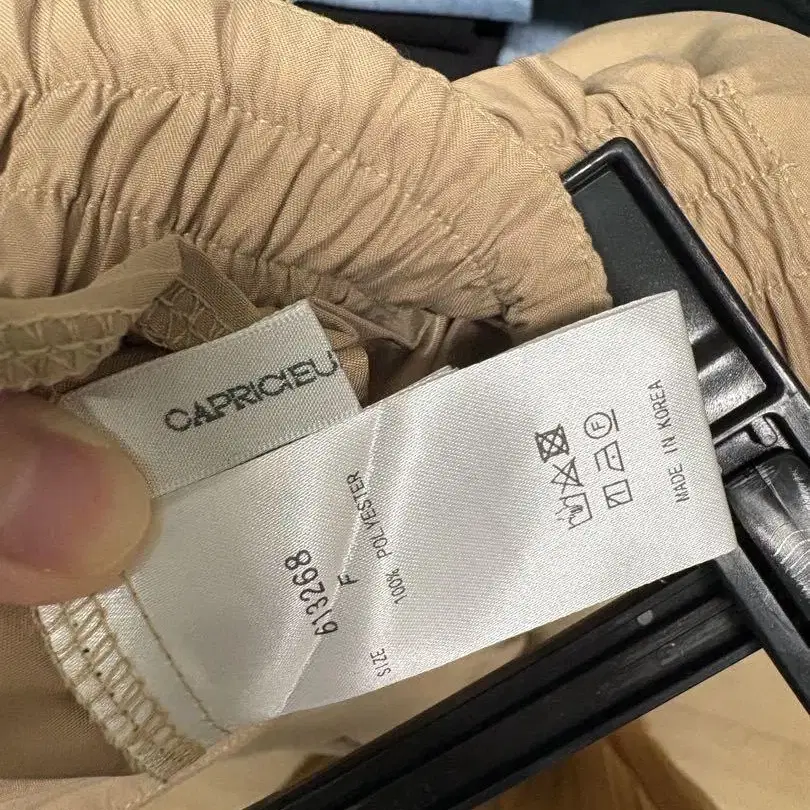 CAPRICIEU
613268
SIZE F
100% POLYESTER
F
MADE IN KOREA